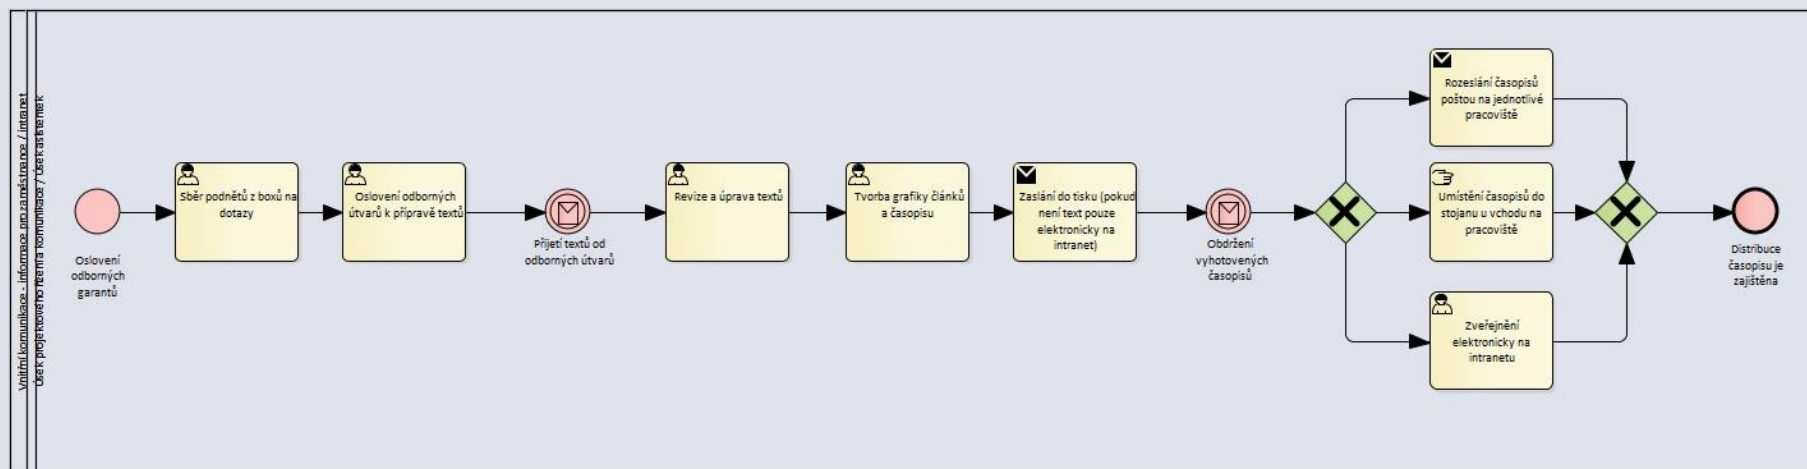 Vnitřní komunikace - informace pro zaměstnance / intranet
Úsek projektového řízení a komunikace / Úsek asistentek
Oslovení
odborných
garantů
Sběr podnětů z boxů na
dotazy
Oslovení odborných
útvarů k přípravě textů
Přijetí textů od
odborných útvarů
Revize a úprava textů
Tvorba grafiky článků
a časopisu
Zaslání do tisku (pokud
není text pouze
elektronicky na
intranet)
Obdržení
vyhotovených
časopisů
Rozeslání časopisů
poštou na jednotlivé
pracoviště
Umístění časopisů do
stojanu u vchodu na
pracoviště
Zveřejnění
elektronicky na
intranetu
Distribuce
časopisu je
zajištěna